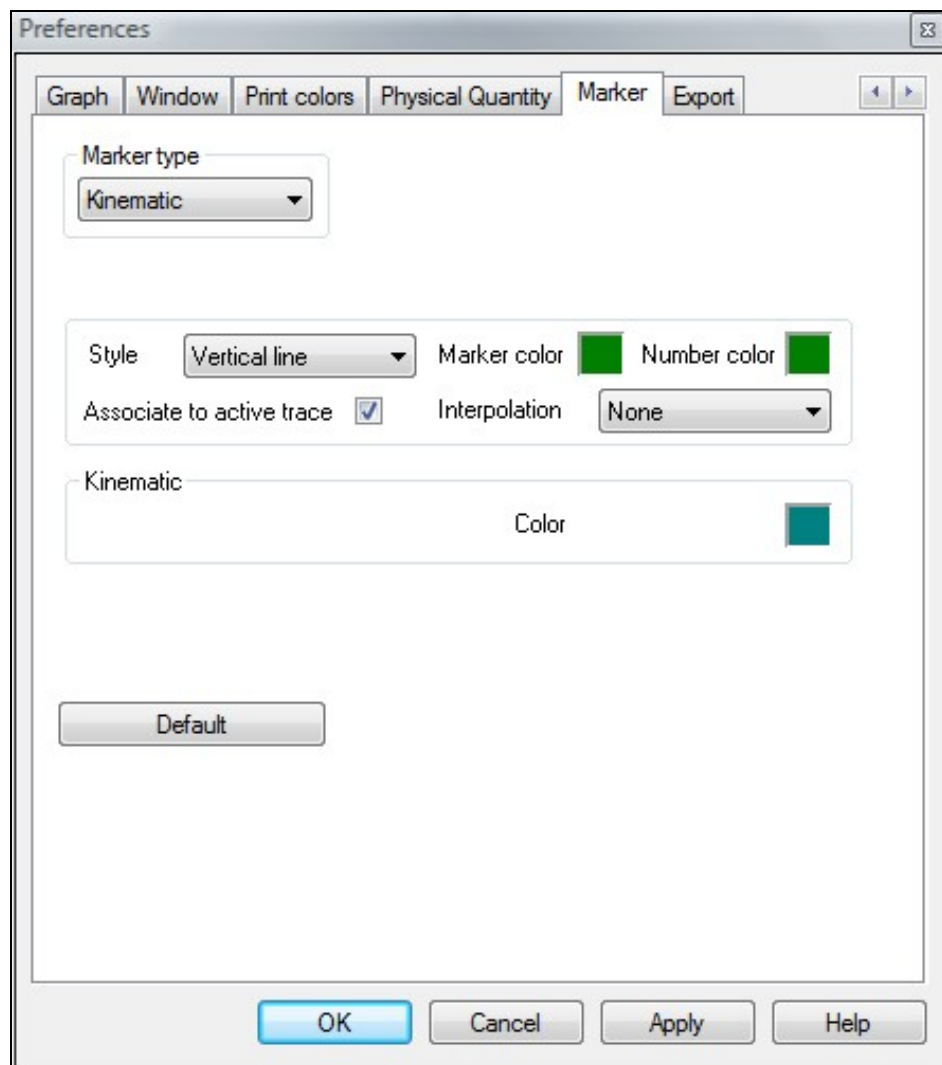 Preferences
Graph Window Print colors Physical Quantity Marker Export
Marker type
Kinematic
Style Vertical line Marker color Number color
Associate to active trace Interpolation None
Kinematic
Color
Default
OK Cancel Apply Help